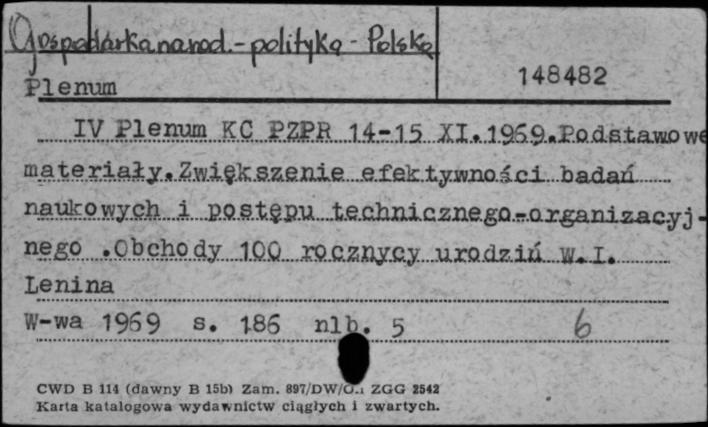 Gospodarka narod. - polityka - Polska
148482
Plenum
IV Plenum KC PZPR 14-15 XI.1969.Podstawowe
materiały.Zwiększenie efektywności badań
naukowych i postępu technicznego-organizacyj-
nego .Obchody 100 rocznycy urodzin W.I.
Lenina
W-wa 1969 s. 186 nlb. 5 6
CWD B 114 (dawny B 15b) Zam. 897/DW/O.1 ZGG 2542
Karta katalogowa wydawnictw ciągłych i zwartych.